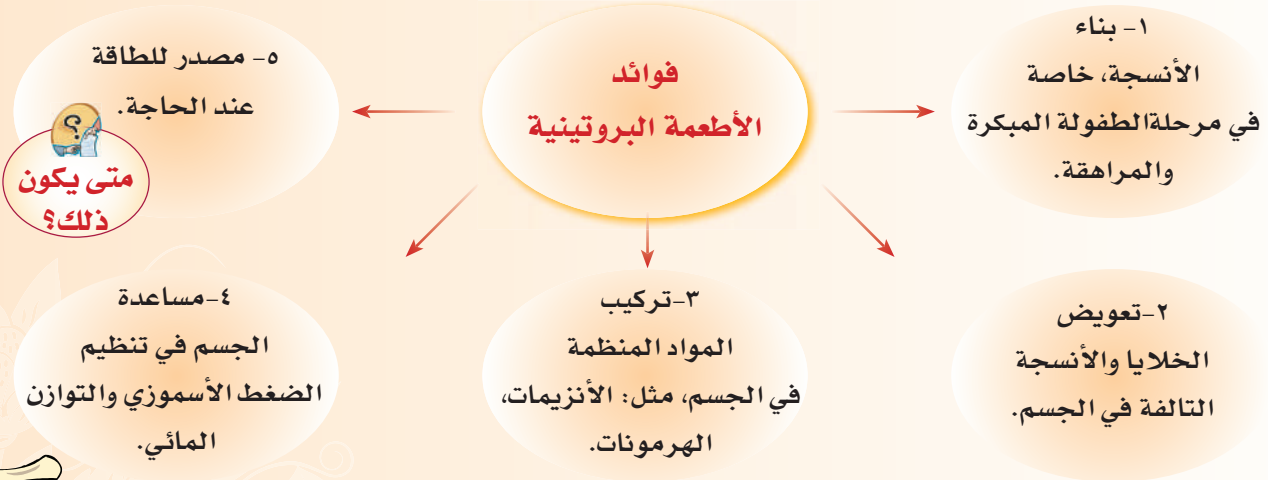 فوائد
الأطعمة البروتينية
١- بناء
الأنسجة، خاصة
في مرحلةالطفولة المبكرة
والمراهقة.
٢-تعويض
الخلايا والأنسجة
التالفة في الجسم.
٣-تركيب
المواد المنظمة
في الجسم، مثل: الأنزيمات،
الهرمونات.
٤-مساعدة
الجسم في تنظيم
الضغط الأسموزي والتوازن
المائي.
٥- مصدر للطاقة
عند الحاجة.
؟
متى يكون
ذلك؟